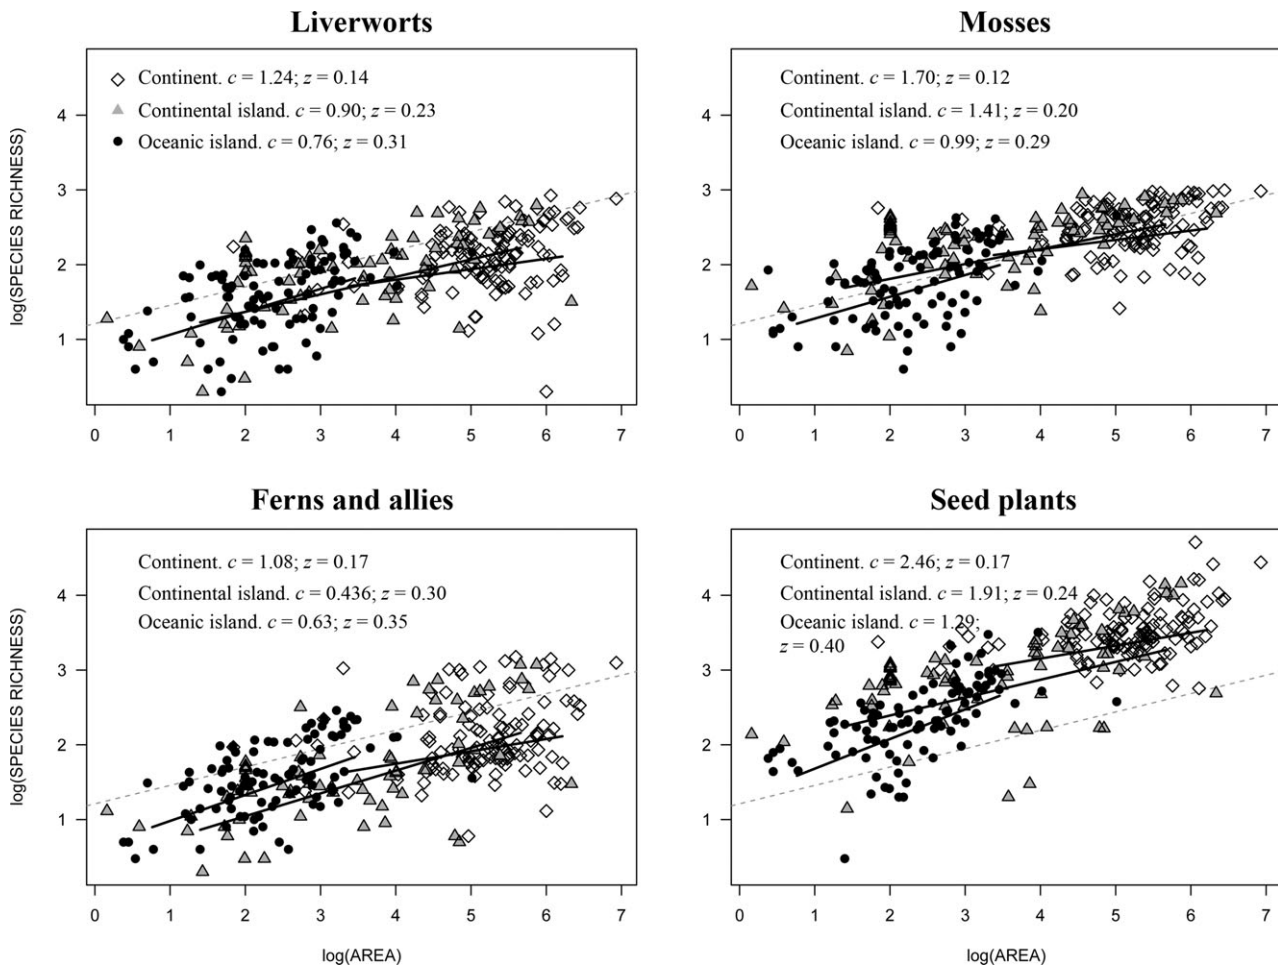 Liverworts
Mosses
Continent. c = 1.24; z = 0.14
Continental island. c = 0.90; z = 0.23
Oceanic island. c = 0.76; z = 0.31
Continent. c = 1.70; z = 0.12
Continental island. c = 1.41; z = 0.20
Oceanic island. c = 0.99; z = 0.29
log(SPECIES RICHNESS)
4
3
2
1
0 1 2 3 4 5 6 7
4
3
2
1
0 1 2 3 4 5 6 7
Ferns and allies
Seed plants
Continent. c = 1.08; z = 0.17
Continental island. c = 0.436; z = 0.30
Oceanic island. c = 0.63; z = 0.35
Continent. c = 2.46; z = 0.17
Continental island. c = 1.91; z = 0.24
Oceanic island. c = 1.29;
z = 0.40
log(SPECIES RICHNESS)
4
3
2
1
0 1 2 3 4 5 6 7
4
3
2
1
0 1 2 3 4 5 6 7
log(AREA)
log(AREA)